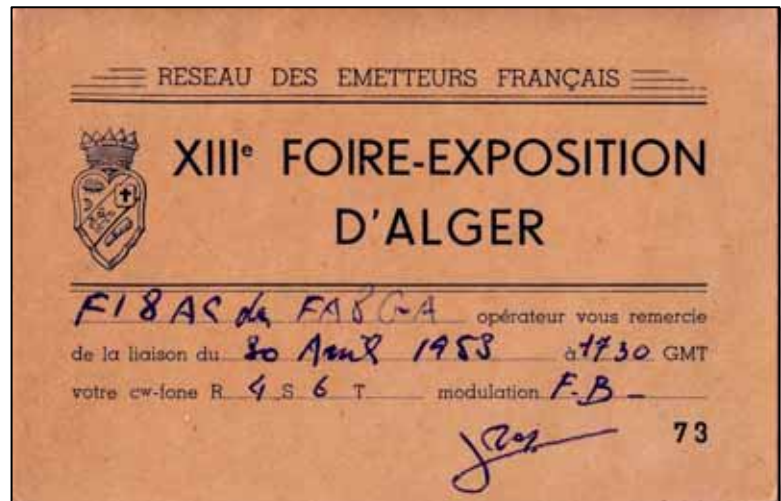 RESEAU DES EMETTEURS FRANÇAIS
XIIIe FOIRE-EXPOSITION
D'ALGER
FI8AC de FA8GA opérateur vous remercie
de la liaison du 30 Avril 1953 à 1730 GMT
votre cw-fone R 4 S 6 T modulation F.B -
73